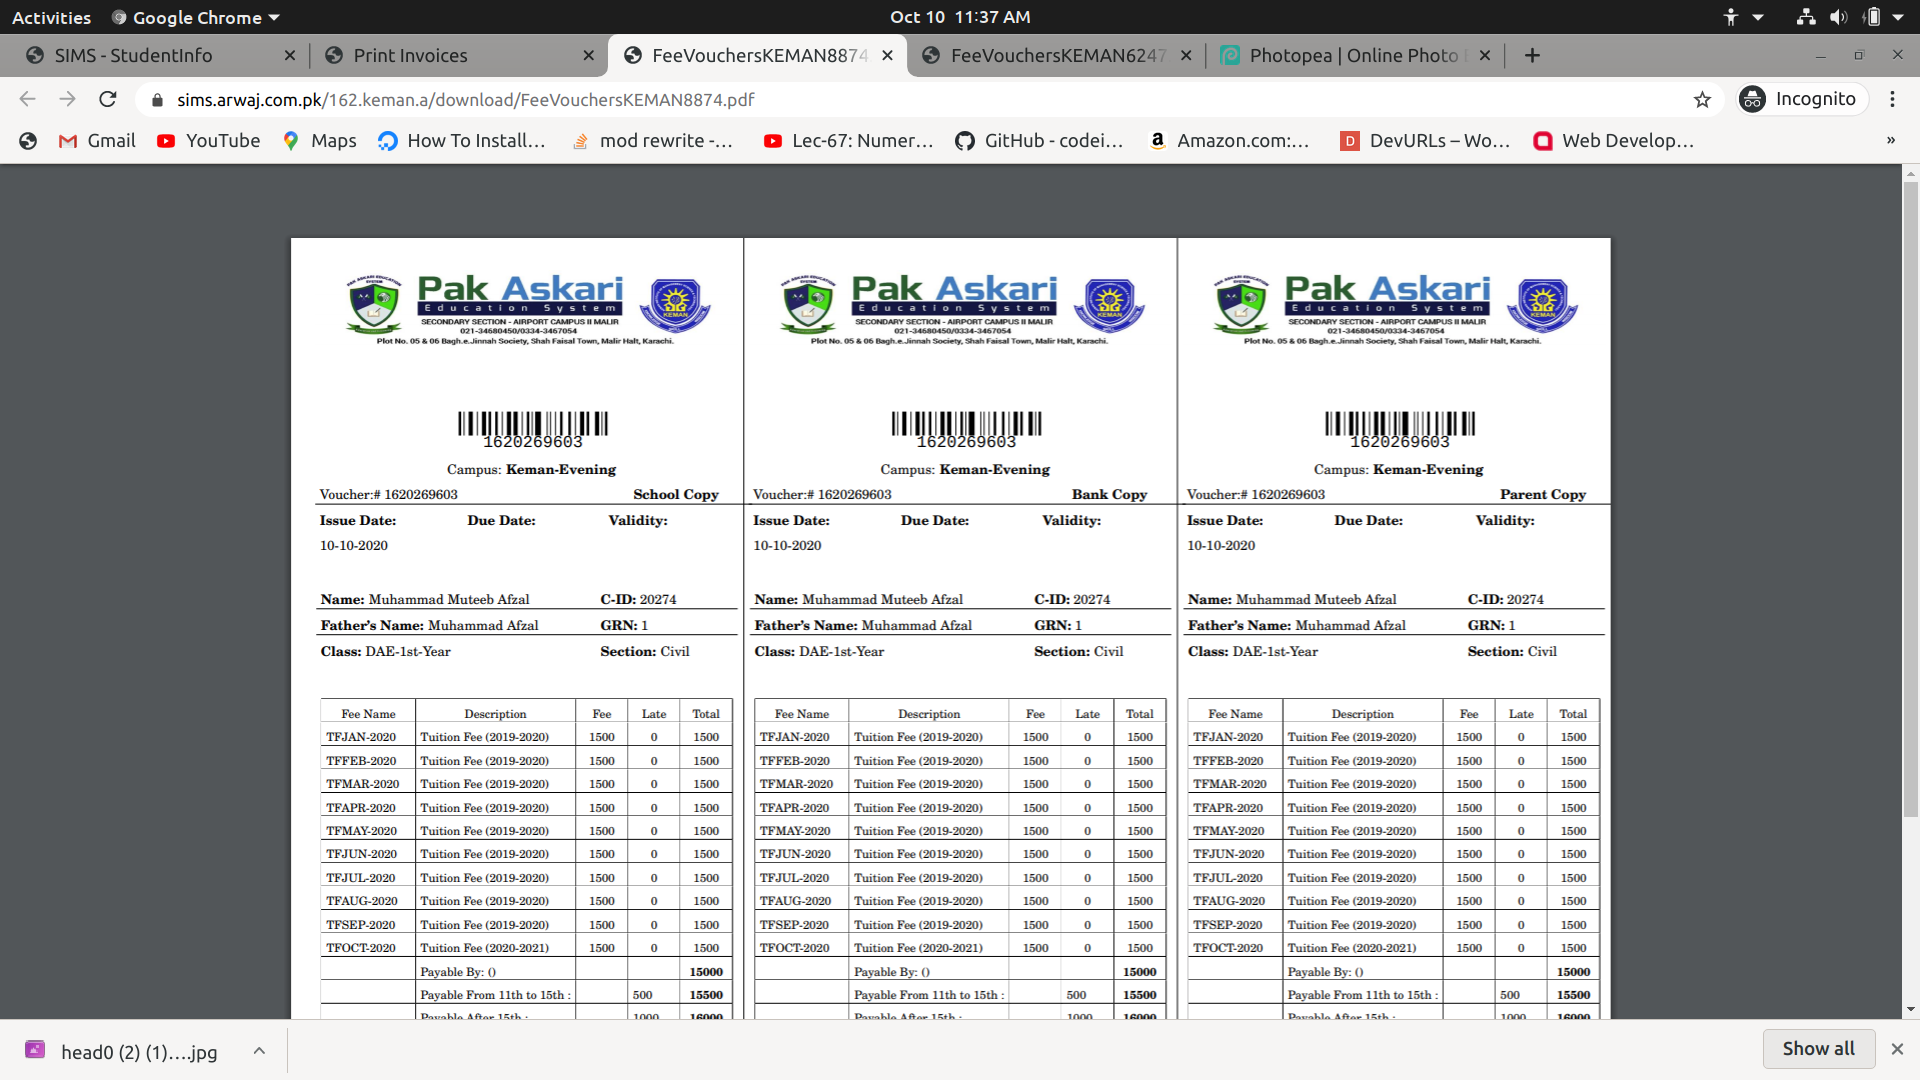 Activities Google Chrome Oct 10 11:37 AM
SIMS - StudentInfo Print Invoices FeeVouchersKEMAN8874 FeeVouchersKEMAN6247 Photopea | Online Photo
sims.arwaj.com.pk/162.keman.a/download/FeeVouchersKEMAN8874.pdf Incognito
Gmail YouTube Maps How To Install... mod rewrite -... Lec-67: Numer... GitHub - codei... Amazon.com:... DevURLs – Wo... Web Develop... »
Pak Askari
Education System
KEMAN
SECONDARY SECTION - AIRPORT CAMPUS II MALIR
021-34680450/0334-3467054
Plot No. 05 & 06 Bagh.e.Jinnah Society, Shah Faisal Town, Malir Halt, Karachi.
1620269603
Campus: Keman-Evening
Voucher:# 1620269603 School Copy
Issue Date: Due Date: Validity:
10-10-2020
Name: Muhammad Muteeb Afzal C-ID: 20274
Father's Name: Muhammad Afzal GRN: 1
Class: DAE-1st-Year Section: Civil
Fee Name Description Fee Late Total
TFJAN-2020 Tuition Fee (2019-2020) 1500 0 1500
TFFEB-2020 Tuition Fee (2019-2020) 1500 0 1500
TFMAR-2020 Tuition Fee (2019-2020) 1500 0 1500
TFAPR-2020 Tuition Fee (2019-2020) 1500 0 1500
TFMAY-2020 Tuition Fee (2019-2020) 1500 0 1500
TFJUN-2020 Tuition Fee (2019-2020) 1500 0 1500
TFJUL-2020 Tuition Fee (2019-2020) 1500 0 1500
TFAUG-2020 Tuition Fee (2019-2020) 1500 0 1500
TFSEP-2020 Tuition Fee (2019-2020) 1500 0 1500
TFOCT-2020 Tuition Fee (2020-2021) 1500 0 1500
Payable By: () 15000
Payable From 11th to 15th : 500 15500
Payable After 15th : 1000 16000
Pak Askari
Education System
KEMAN
SECONDARY SECTION - AIRPORT CAMPUS II MALIR
021-34680450/0334-3467054
Plot No. 05 & 06 Bagh.e.Jinnah Society, Shah Faisal Town, Malir Halt, Karachi.
1620269603
Campus: Keman-Evening
Voucher:# 1620269603 Bank Copy
Issue Date: Due Date: Validity:
10-10-2020
Name: Muhammad Muteeb Afzal C-ID: 20274
Father's Name: Muhammad Afzal GRN: 1
Class: DAE-1st-Year Section: Civil
Fee Name Description Fee Late Total
TFJAN-2020 Tuition Fee (2019-2020) 1500 0 1500
TFFEB-2020 Tuition Fee (2019-2020) 1500 0 1500
TFMAR-2020 Tuition Fee (2019-2020) 1500 0 1500
TFAPR-2020 Tuition Fee (2019-2020) 1500 0 1500
TFMAY-2020 Tuition Fee (2019-2020) 1500 0 1500
TFJUN-2020 Tuition Fee (2019-2020) 1500 0 1500
TFJUL-2020 Tuition Fee (2019-2020) 1500 0 1500
TFAUG-2020 Tuition Fee (2019-2020) 1500 0 1500
TFSEP-2020 Tuition Fee (2019-2020) 1500 0 1500
TFOCT-2020 Tuition Fee (2020-2021) 1500 0 1500
Payable By: () 15000
Payable From 11th to 15th : 500 15500
Payable After 15th : 1000 16000
Pak Askari
Education System
KEMAN
SECONDARY SECTION - AIRPORT CAMPUS II MALIR
021-34680450/0334-3467054
Plot No. 05 & 06 Bagh.e.Jinnah Society, Shah Faisal Town, Malir Halt, Karachi.
1620269603
Campus: Keman-Evening
Voucher:# 1620269603 Parent Copy
Issue Date: Due Date: Validity:
10-10-2020
Name: Muhammad Muteeb Afzal C-ID: 20274
Father's Name: Muhammad Afzal GRN: 1
Class: DAE-1st-Year Section: Civil
Fee Name Description Fee Late Total
TFJAN-2020 Tuition Fee (2019-2020) 1500 0 1500
TFFEB-2020 Tuition Fee (2019-2020) 1500 0 1500
TFMAR-2020 Tuition Fee (2019-2020) 1500 0 1500
TFAPR-2020 Tuition Fee (2019-2020) 1500 0 1500
TFMAY-2020 Tuition Fee (2019-2020) 1500 0 1500
TFJUN-2020 Tuition Fee (2019-2020) 1500 0 1500
TFJUL-2020 Tuition Fee (2019-2020) 1500 0 1500
TFAUG-2020 Tuition Fee (2019-2020) 1500 0 1500
TFSEP-2020 Tuition Fee (2019-2020) 1500 0 1500
TFOCT-2020 Tuition Fee (2020-2021) 1500 0 1500
Payable By: () 15000
Payable From 11th to 15th : 500 15500
Payable After 15th : 1000 16000
head0 (2) (1)....jpg Show all